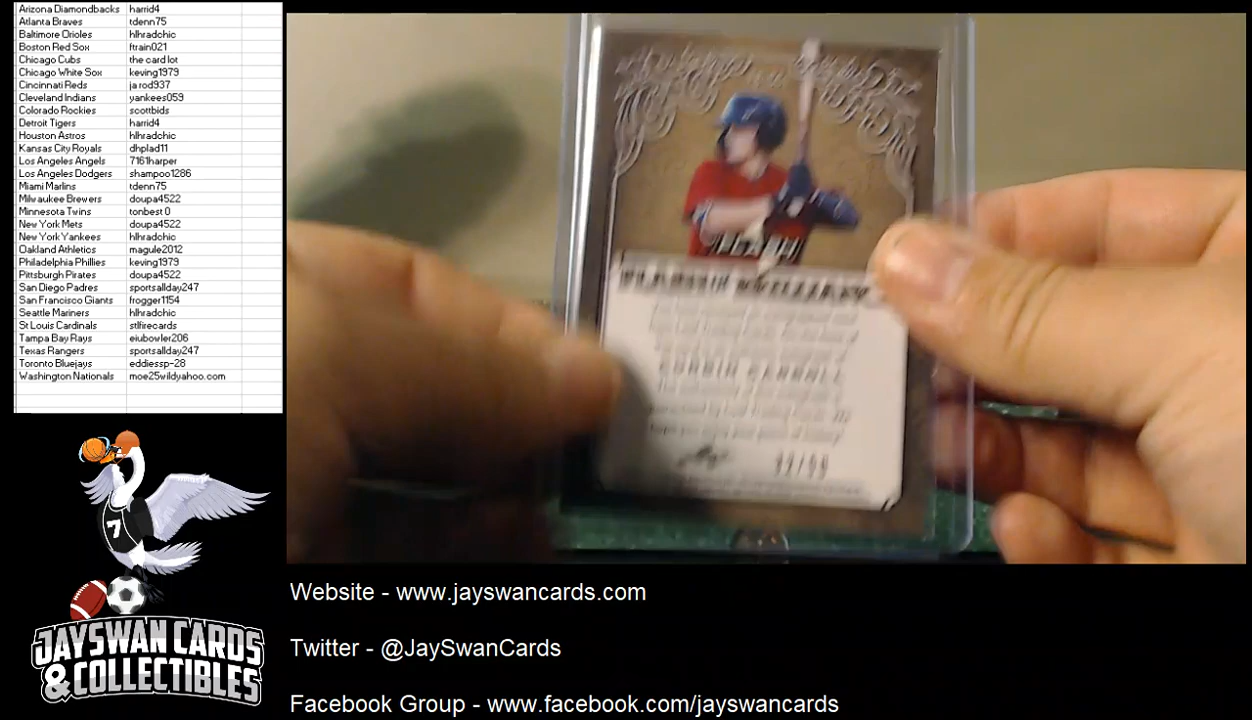 Arizona Diamondbacks harrid4
Atlanta Braves tdenn75
Baltimore Orioles hlhradchic
Boston Red Sox ftrain021
Chicago Cubs the card lot
Chicago White Sox keving1979
Cincinnati Reds jarod937
Cleveland Indians yankees059
Colorado Rockies scottbids
Detroit Tigers harrid4
Houston Astros hlhradchic
Kansas City Royals dhplad11
Los Angeles Angels 7161harper
Los Angeles Dodgers shampoo1286
Miami Marlins tdenn75
Milwaukee Brewers doupa4522
Minnesota Twins tonbest0
New York Mets doupa4522
New York Yankees hlhradchic
Oakland Athletics magule2012
Philadelphia Phillies keving1979
Pittsburgh Pirates doupa4522
San Diego Padres sportsallday247
San Francisco Giants frogger1154
Seattle Mariners hlhradchic
St Louis Cardinals stlfirecards
Tampa Bay Rays eiubowler206
Texas Rangers sportsallday247
Toronto Bluejays eddiessp-28
Washington Nationals moe25wildyahoo.com
7
JAYSWAN CARDS
& COLLECTIBLES
CORBIN CARROLL
Website - www.jayswancards.com
Twitter - @JaySwanCards
Facebook Group - www.facebook.com/jayswancards